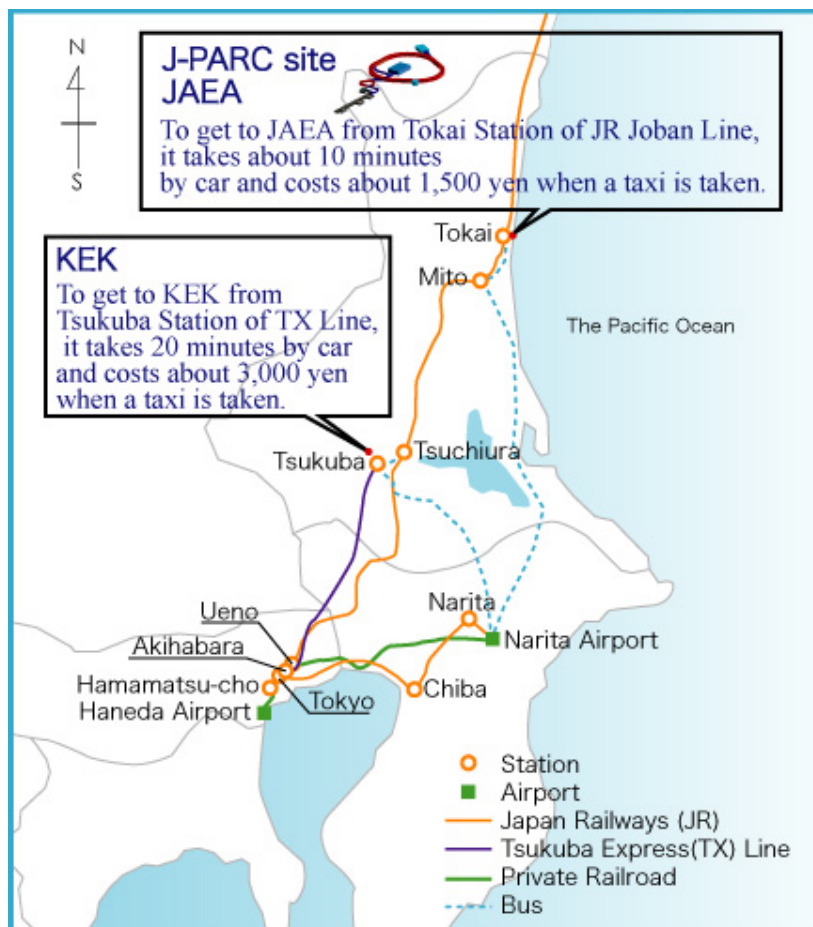 N
S
J-PARC site
JAEA
To get to JAEA from Tokai Station of JR Joban Line,
it takes about 10 minutes
by car and costs about 1,500 yen when a taxi is taken.
Tokai
KEK
Mito
To get to KEK from
Tsukuba Station of TX Line,
it takes 20 minutes by car
and costs about 3,000 yen
when a taxi is taken.
The Pacific Ocean
Tsukuba
Tsuchiura
Ueno
Narita
Akihabara
Narita Airport
Hamamatsu-cho
Tokyo
Chiba
Haneda Airport
Station
Airport
Japan Railways (JR)
Tsukuba Express(TX) Line
Private Railroad
Bus